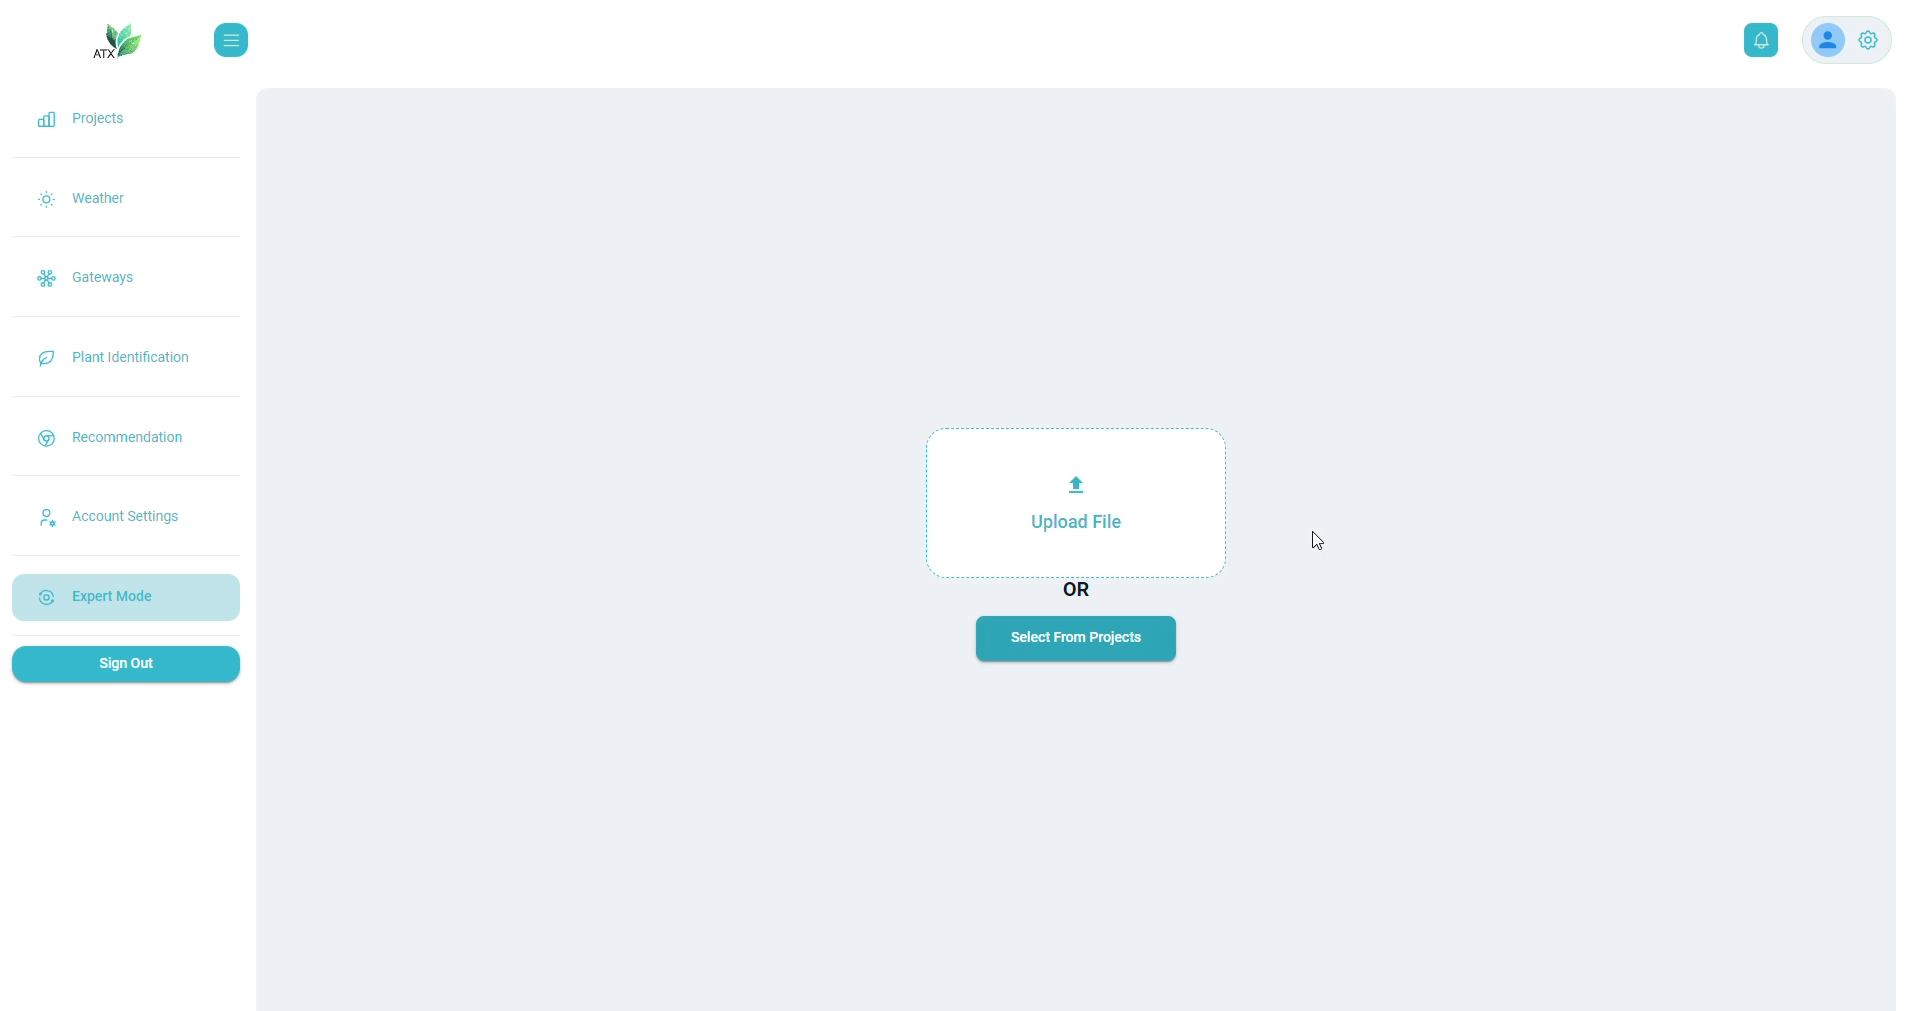 ATX
Projects
Weather
Gateways
Plant Identification
Recommendation
Account Settings
Expert Mode
Sign Out
Upload File
OR
Select From Projects